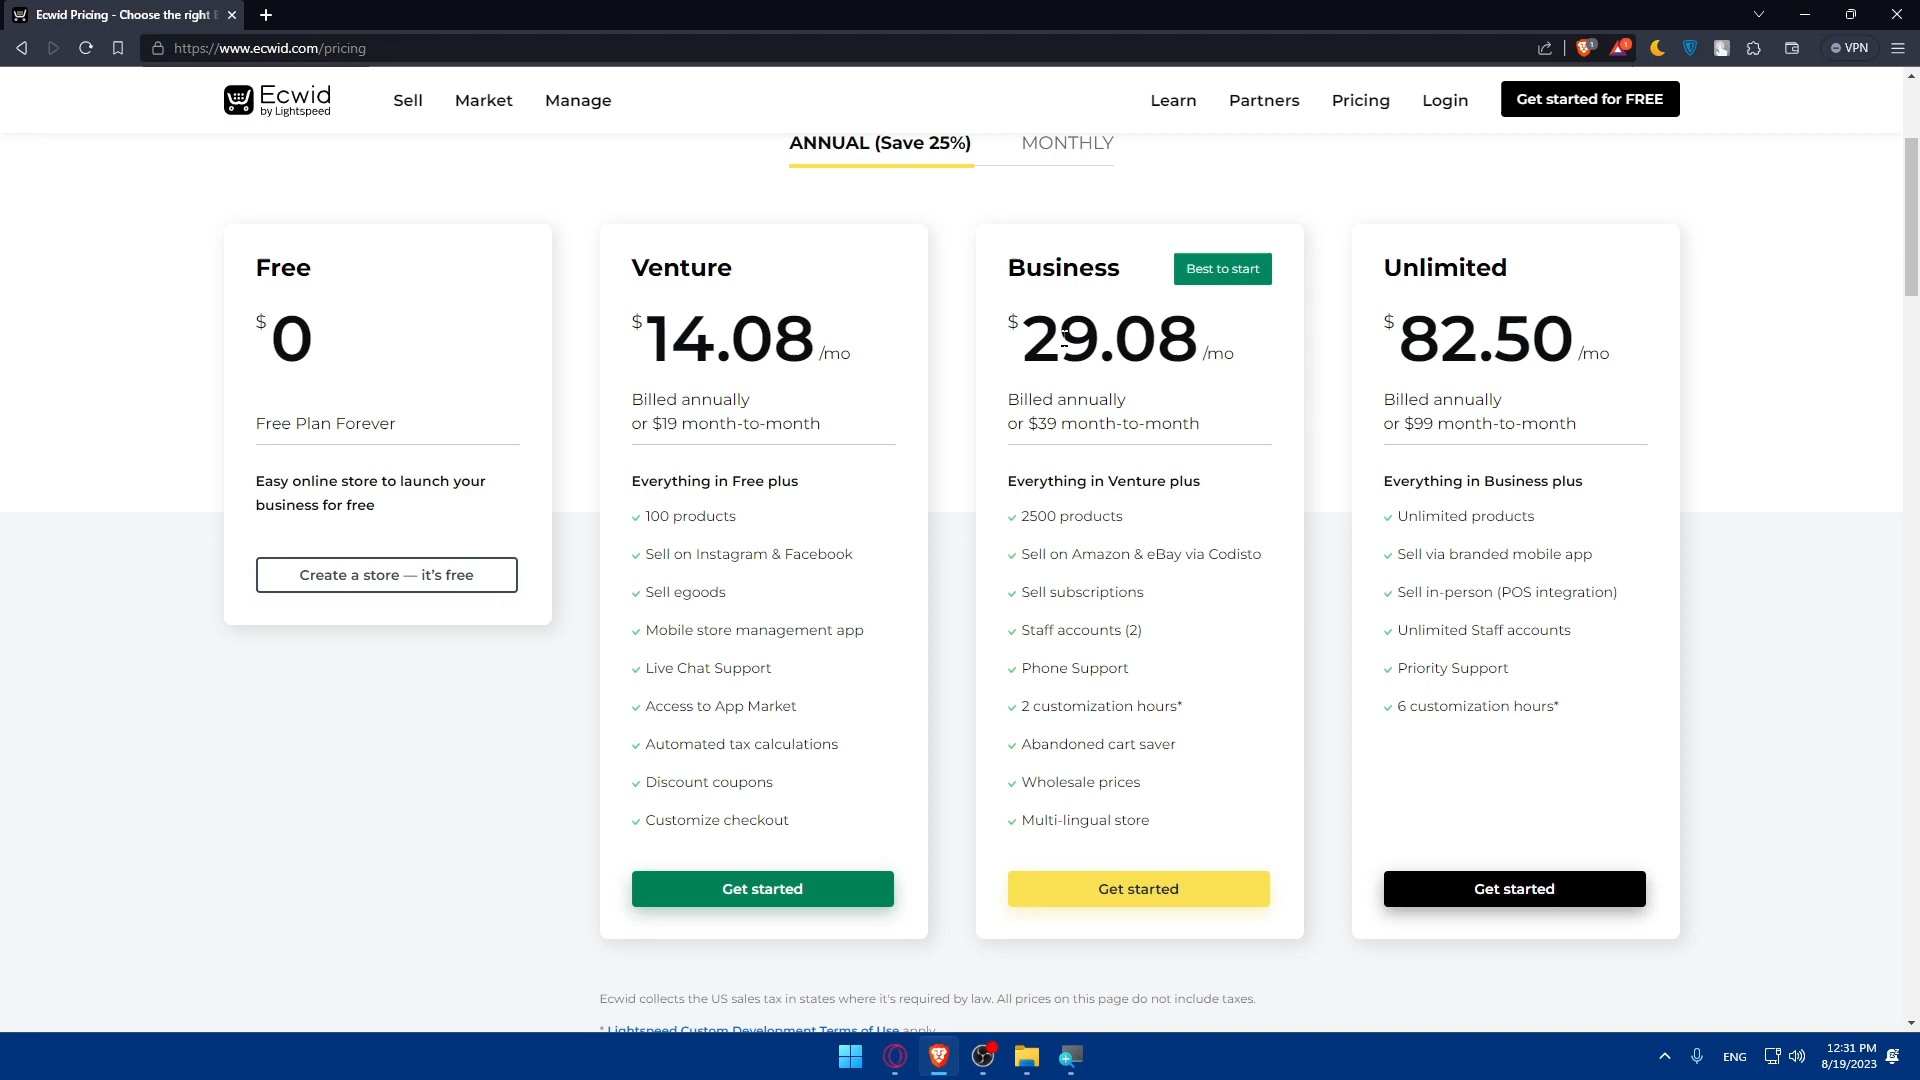 Ecwid Pricing - Choose the right
https://www.ecwid.com/pricing
VPN
Ecwid
by Lightspeed
Sell
Market
Manage
Learn
Partners
Pricing
Login
Get started for FREE
ANNUAL (Save 25%)
MONTHLY
Free
$0
Free Plan Forever
Easy online store to launch your
business for free
Create a store — it's free
Venture
$14.08 /mo
Billed annually
or $19 month-to-month
Everything in Free plus
100 products
Sell on Instagram & Facebook
Sell egoods
Mobile store management app
Live Chat Support
Access to App Market
Automated tax calculations
Discount coupons
Customize checkout
Get started
Business
Best to start
$29.08 /mo
Billed annually
or $39 month-to-month
Everything in Venture plus
2500 products
Sell on Amazon & eBay via Codisto
Sell subscriptions
Staff accounts (2)
Phone Support
2 customization hours*
Abandoned cart saver
Wholesale prices
Multi-lingual store
Get started
Unlimited
$82.50 /mo
Billed annually
or $99 month-to-month
Everything in Business plus
Unlimited products
Sell via branded mobile app
Sell in-person (POS integration)
Unlimited Staff accounts
Priority Support
6 customization hours*
Get started
Ecwid collects the US sales tax in states where it's required by law. All prices on this page do not include taxes.
* Lightspeed Custom Development Terms of Use apply
ENG
12:31 PM
8/19/2023